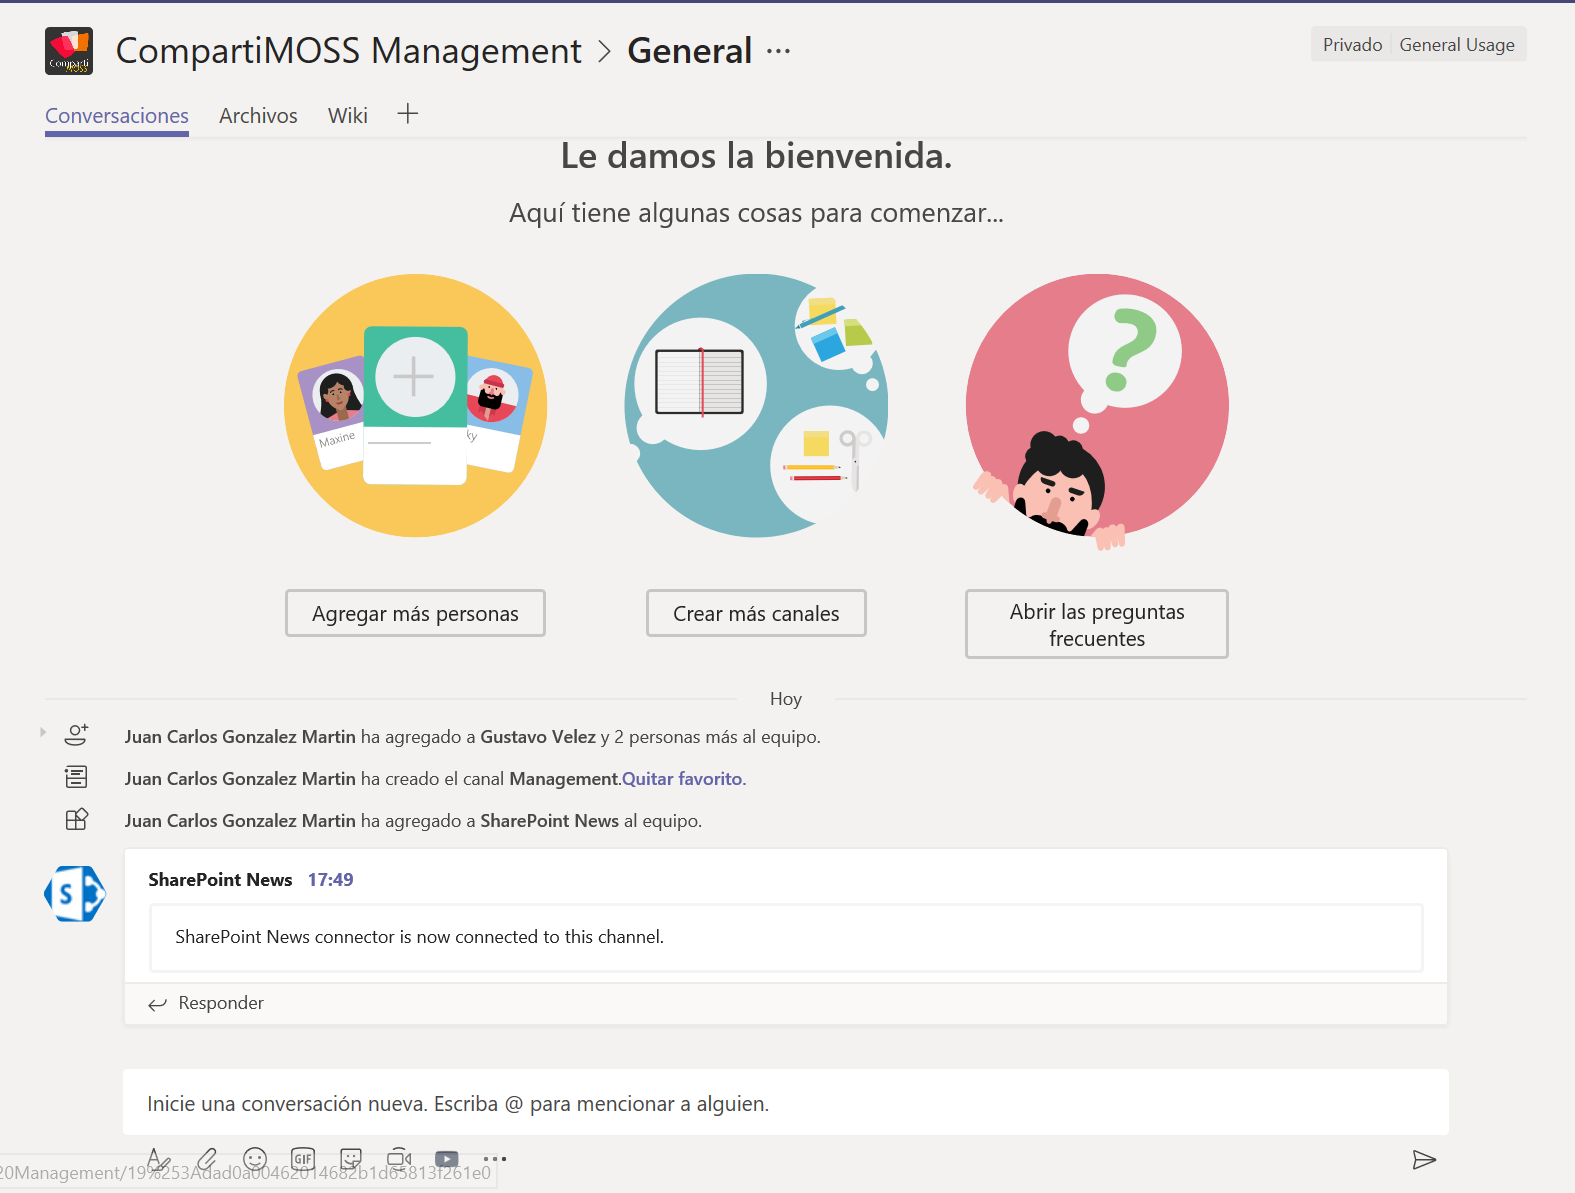 CompartiMOSS Management > General ···
Privado General Usage
Comparti
MOSS
Conversaciones Archivos Wiki +
Le damos la bienvenida.
Aquí tiene algunas cosas para comenzar...
Maxine
ky
Agregar más personas
Crear más canales
Abrir las preguntas
frecuentes
Hoy
Juan Carlos Gonzalez Martin ha agregado a Gustavo Velez y 2 personas más al equipo.
Juan Carlos Gonzalez Martin ha creado el canal Management.Quitar favorito.
Juan Carlos Gonzalez Martin ha agregado a SharePoint News al equipo.
S
SharePoint News 17:49
SharePoint News connector is now connected to this channel.
Responder
Inicie una conversación nueva. Escriba @ para mencionar a alguien.
GIF
20Management/19%253Adad0a00462014682b1d65813f261e0